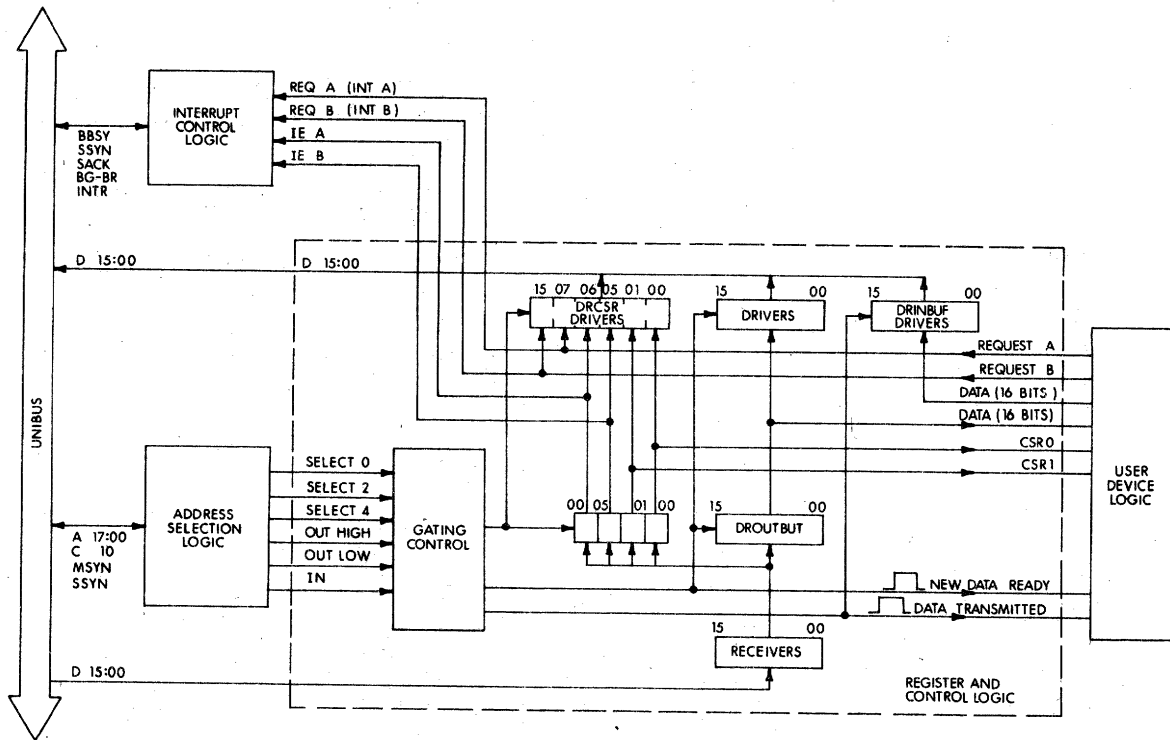 REQ A (INT A)
REQ B (INT B)
IE A
IE B
INTERRUPT
CONTROL
LOGIC
BBSY
SSYN
SACK
BG-BR
INTR
D 15:00
D 15:00
15 07 06 05 01 00
DRCSR
DRIVERS
15 00
DRIVERS
15 00
DRINBUF
DRIVERS
REQUEST A
REQUEST B
DATA (16 BITS)
DATA (16 BITS)
CSR0
CSR1
USER
DEVICE
LOGIC
UNIBUS
ADDRESS
SELECTION
LOGIC
A 17:00
C 10
MSYN
SSYN
SELECT 0
SELECT 2
SELECT 4
OUT HIGH
OUT LOW
IN
GATING
CONTROL
00 05 01 00
15 00
DROUTBUT
NEW DATA READY
DATA TRANSMITTED
15 00
RECEIVERS
D 15:00
REGISTER AND
CONTROL LOGIC